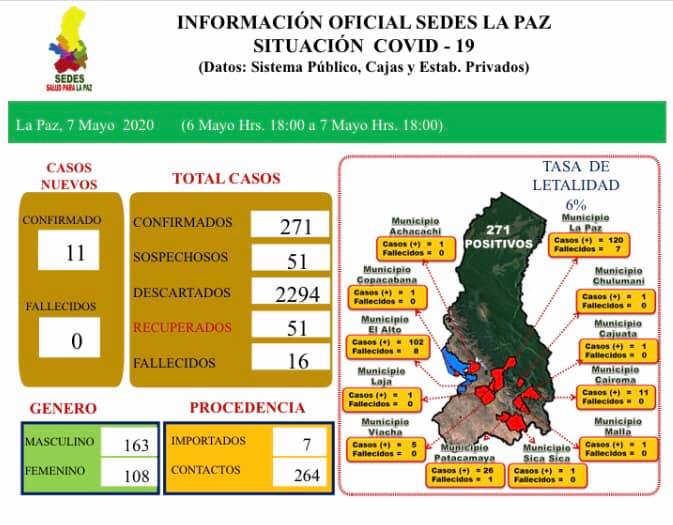 INFORMACIÓN OFICIAL SEDES LA PAZ
SITUACIÓN COVID - 19
(Datos: Sistema Público, Cajas y Estab. Privados)
SEDES
SALUD PARA LA PAZ
La Paz, 7 Mayo 2020 (6 Mayo Hrs. 18:00 a 7 Mayo Hrs. 18:00)
CASOS
NUEVOS
CONFIRMADO
11
FALLECIDOS
0
TOTAL CASOS
CONFIRMADOS 271
SOSPECHOSOS 51
DESCARTADOS 2294
RECUPERADOS 51
FALLECIDOS 16
GENERO
MASCULINO 163
FEMENINO 108
PROCEDENCIA
IMPORTADOS 7
CONTACTOS 264
TASA DE
LETALIDAD
6%
271
POSITIVOS
Municipio
Achacachi
Casos (+) = 1
Fallecidos = 0
Municipio
Copacabana
Casos (+) = 1
Fallecidos = 0
Municipio
El Alto
Casos (+) = 102
Fallecidos = 8
Municipio
Laja
Casos (+) = 1
Fallecidos = 0
Municipio
Viacha
Casos (+) = 5
Fallecidos = 0
Municipio
Patacamaya
Casos (+) = 26
Fallecidos = 1
Municipio
Sica Sica
Casos (+) = 1
Fallecidos = 0
Municipio
La Paz
Casos (+) = 120
Fallecidos = 7
Municipio
Chulumani
Casos (+) = 1
Fallecidos = 0
Municipio
Cajuata
Casos (+) = 1
Fallecidos = 0
Municipio
Cairoma
Casos (+) = 11
Fallecidos = 0
Municipio
Malla
Casos (+) = 1
Fallecidos = 0